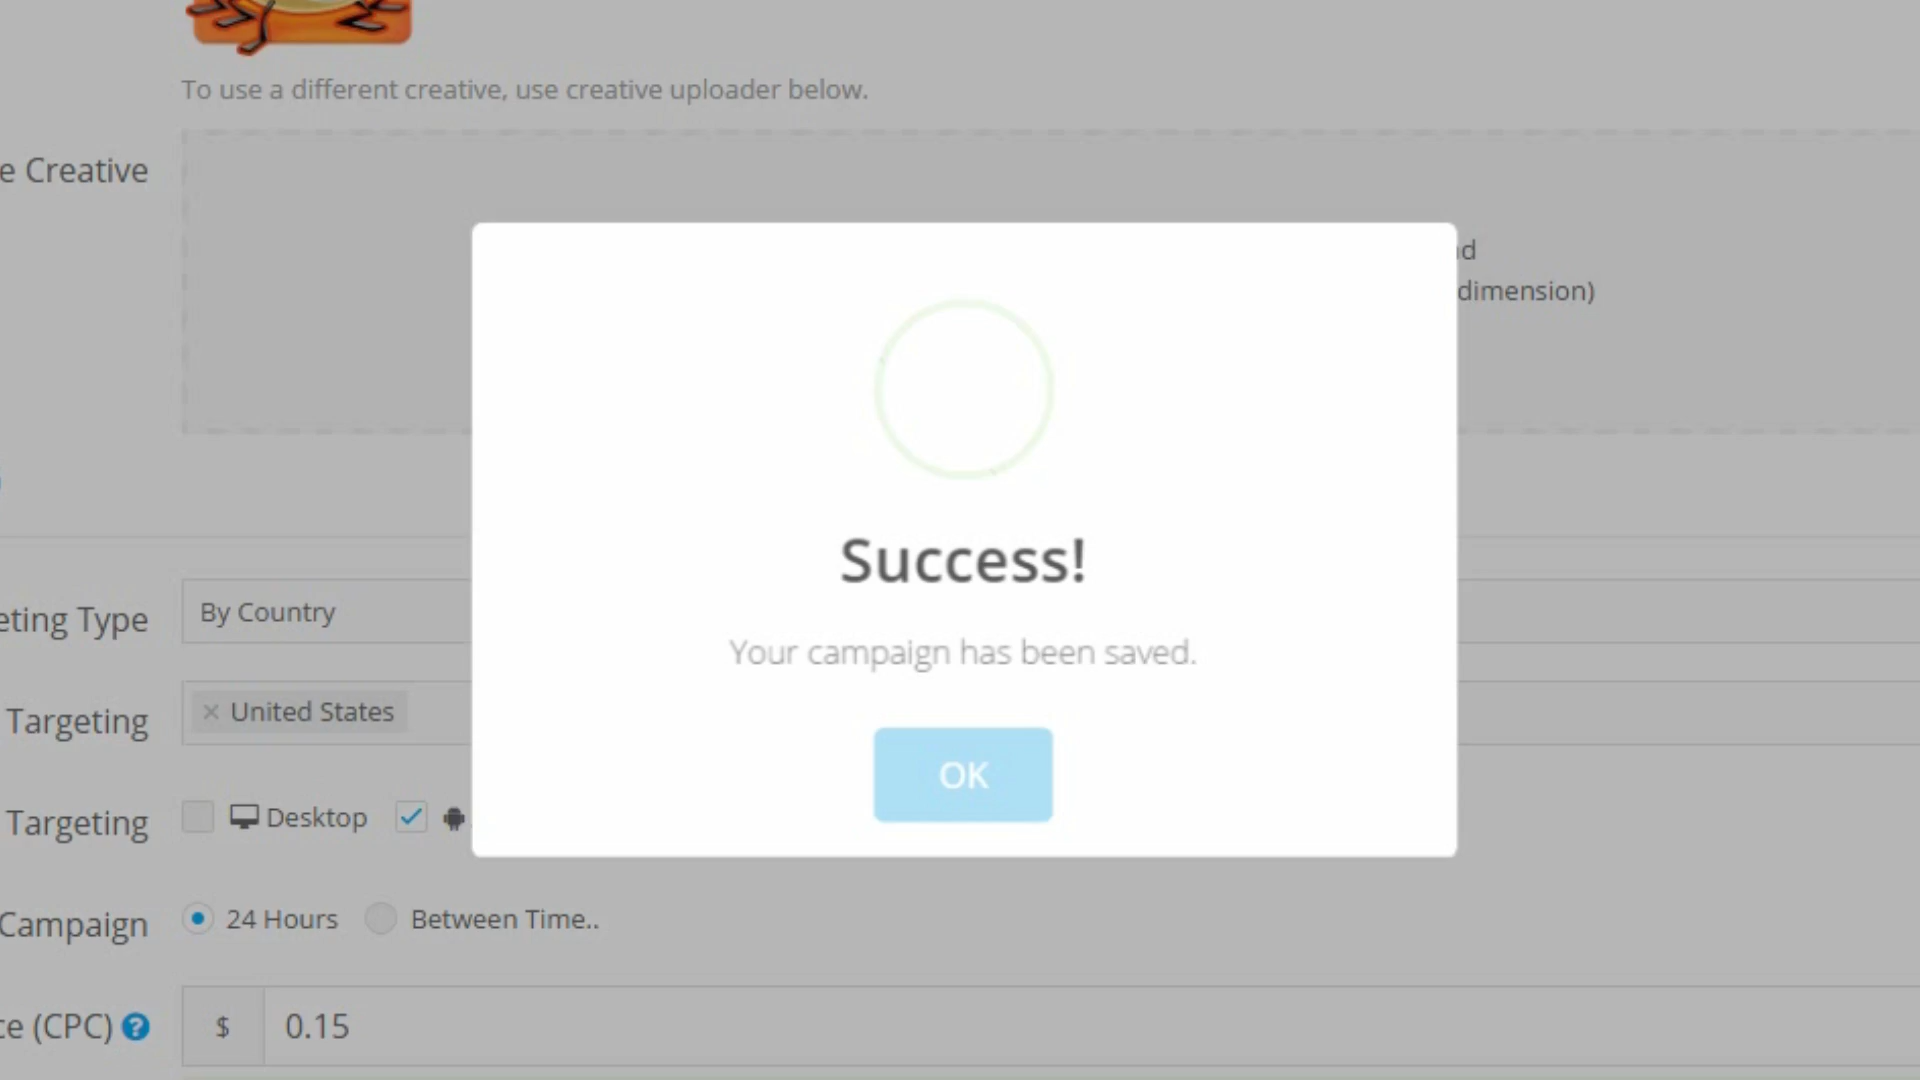 To use a different creative, use creative uploader below.
e Creative
dimension)
Success!
Your campaign has been saved.
OK
eting Type
By Country
Targeting
× United States
Targeting
Desktop
Campaign
24 Hours
Between Time..
ce (CPC) ?
$
0.15